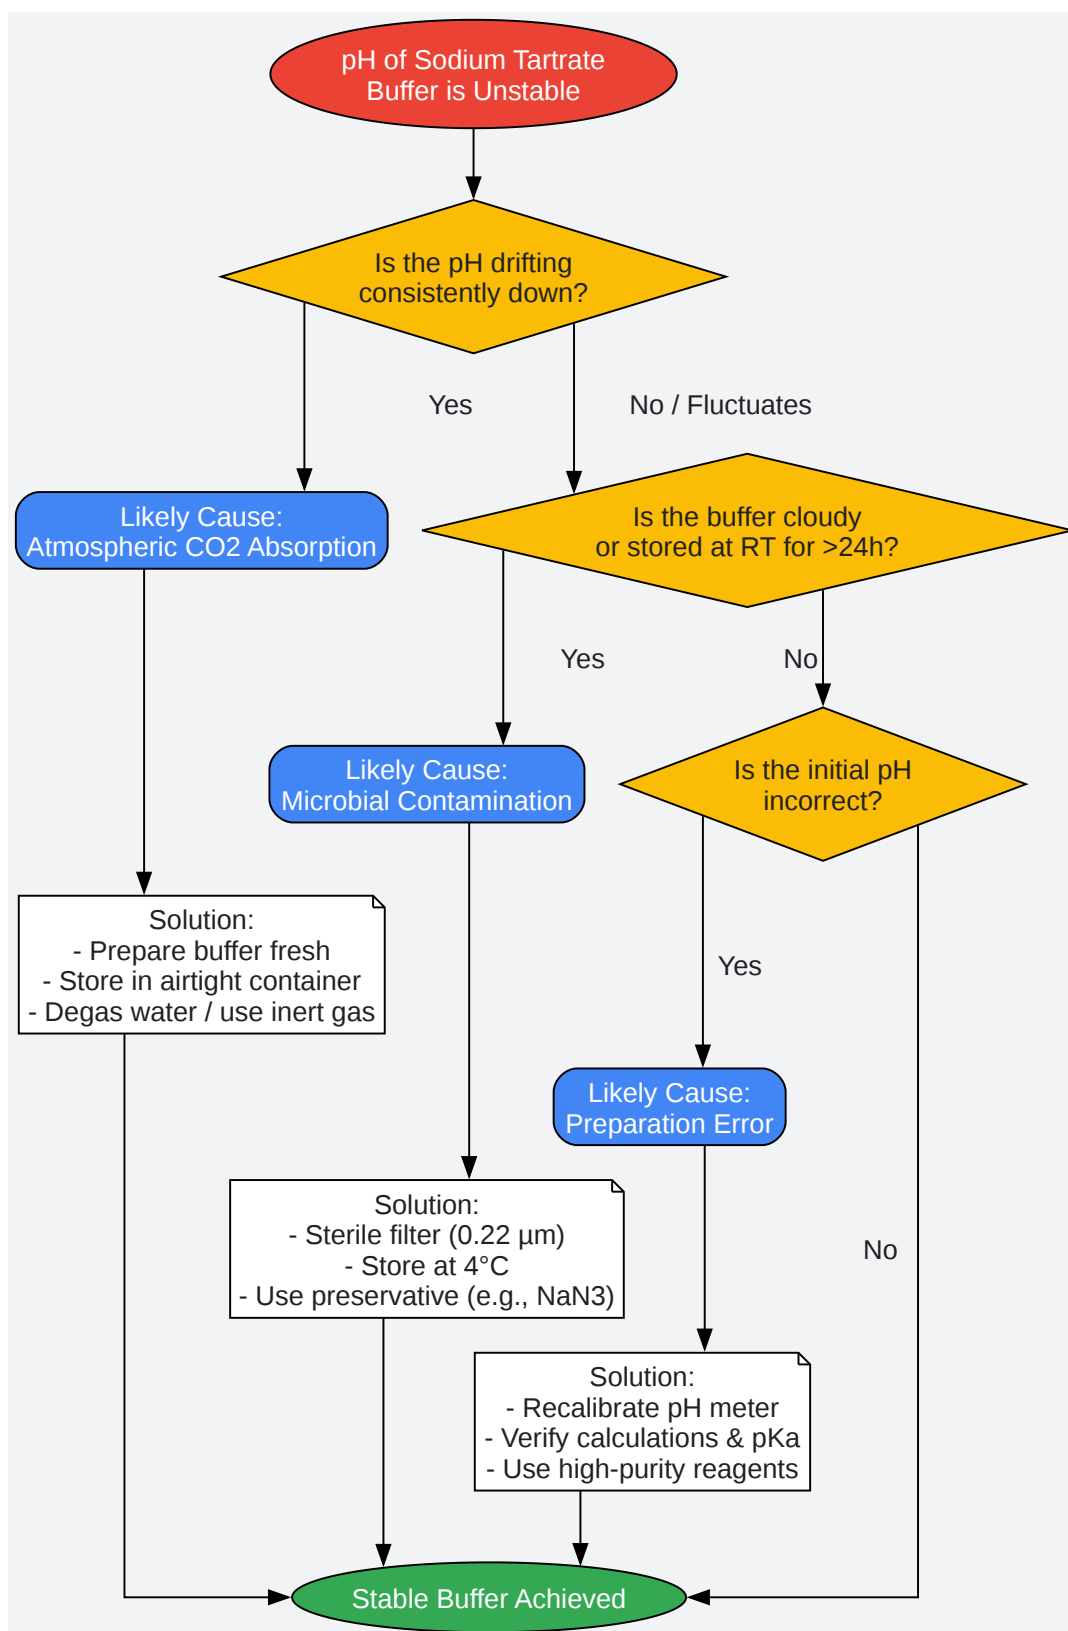 pH of Sodium Tartrate
Buffer is Unstable
Is the pH drifting
consistently down?
Yes
No / Fluctuates
Likely Cause:
Atmospheric CO2 Absorption
Is the buffer cloudy
or stored at RT for >24h?
Yes
No
Likely Cause:
Microbial Contamination
Is the initial pH
incorrect?
Solution:
- Prepare buffer fresh
- Store in airtight container
- Degas water / use inert gas
Yes
Likely Cause:
Preparation Error
Solution:
- Sterile filter (0.22 µm)
- Store at 4°C
- Use preservative (e.g., NaN3)
No
Solution:
- Recalibrate pH meter
- Verify calculations & pKa
- Use high-purity reagents
Stable Buffer Achieved